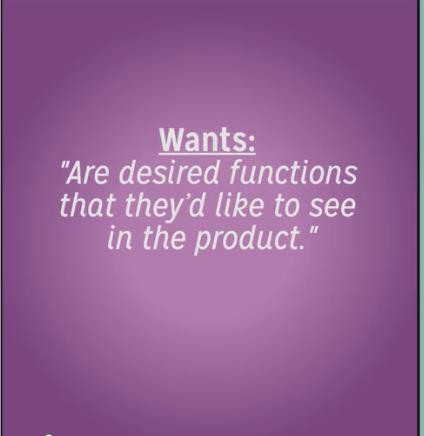 Wants:
"Are desired functions
that they'd like to see
in the product."